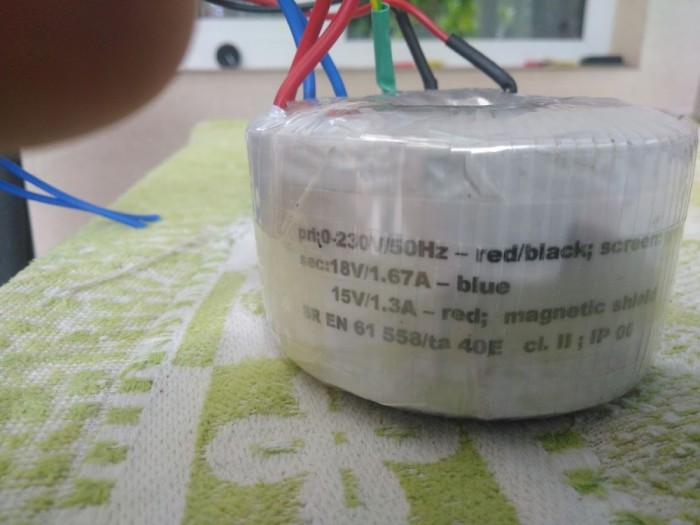 pri:0-230V/50Hz – red/black; screen:
sec:18V/1.67A – blue
15V/1.3A – red; magnetic shield
SR EN 61 558/ta 40E cl. II ; IP 00